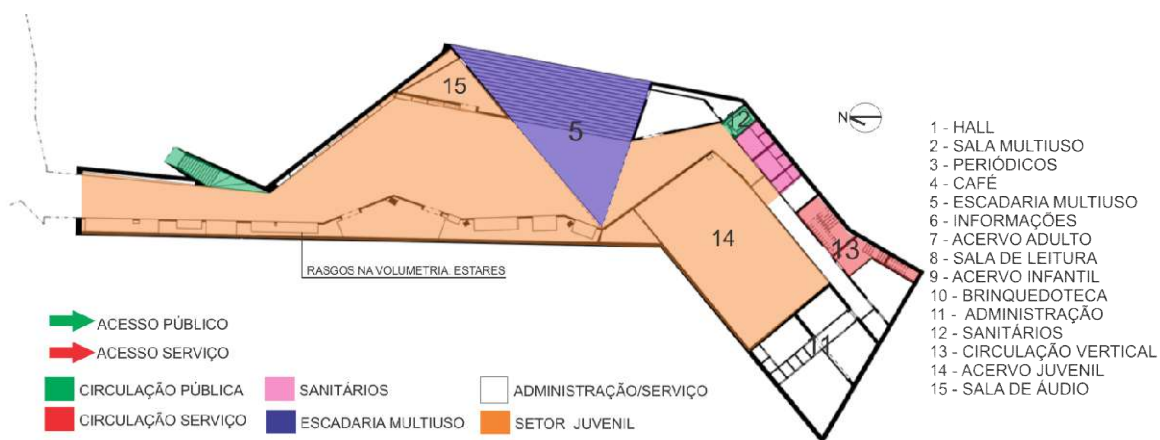 15
5
12
N
14
13
11
RASGOS NA VOLUMETRIA ESTARES
1 - HALL
2 - SALA MULTIUSO
3 - PERIÓDICOS
4 - CAFÉ
5 - ESCADARIA MULTIUSO
6 - INFORMAÇÕES
7 - ACERVO ADULTO
8 - SALA DE LEITURA
9 - ACERVO INFANTIL
10 - BRINQUEDOTECA
11 - ADMINISTRAÇÃO
12 - SANITÁRIOS
13 - CIRCULAÇÃO VERTICAL
14 - ACERVO JUVENIL
15 - SALA DE ÁUDIO
ACESSO PÚBLICO
ACESSO SERVIÇO
CIRCULAÇÃO PÚBLICA
SANITÁRIOS
ADMINISTRAÇÃO/SERVIÇO
CIRCULAÇÃO SERVIÇO
ESCADARIA MULTIUSO
SETOR JUVENIL